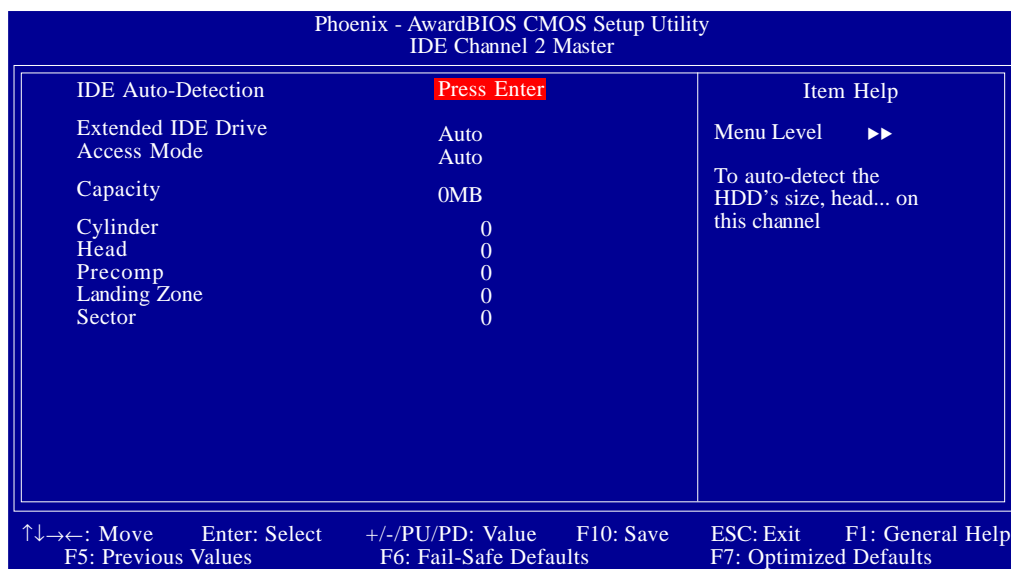 Phoenix - AwardBIOS CMOS Setup Utility
IDE Channel 2 Master
IDE Auto-Detection Press Enter
Extended IDE Drive Auto
Access Mode Auto
Capacity 0MB
Cylinder 0
Head 0
Precomp 0
Landing Zone 0
Sector 0
Item Help
Menu Level ▶▶
To auto-detect the
HDD’s size, head... on
this channel
↑↓→←: Move Enter: Select +/-/PU/PD: Value F10: Save ESC: Exit F1: General Help
F5: Previous Values F6: Fail-Safe Defaults F7: Optimized Defaults